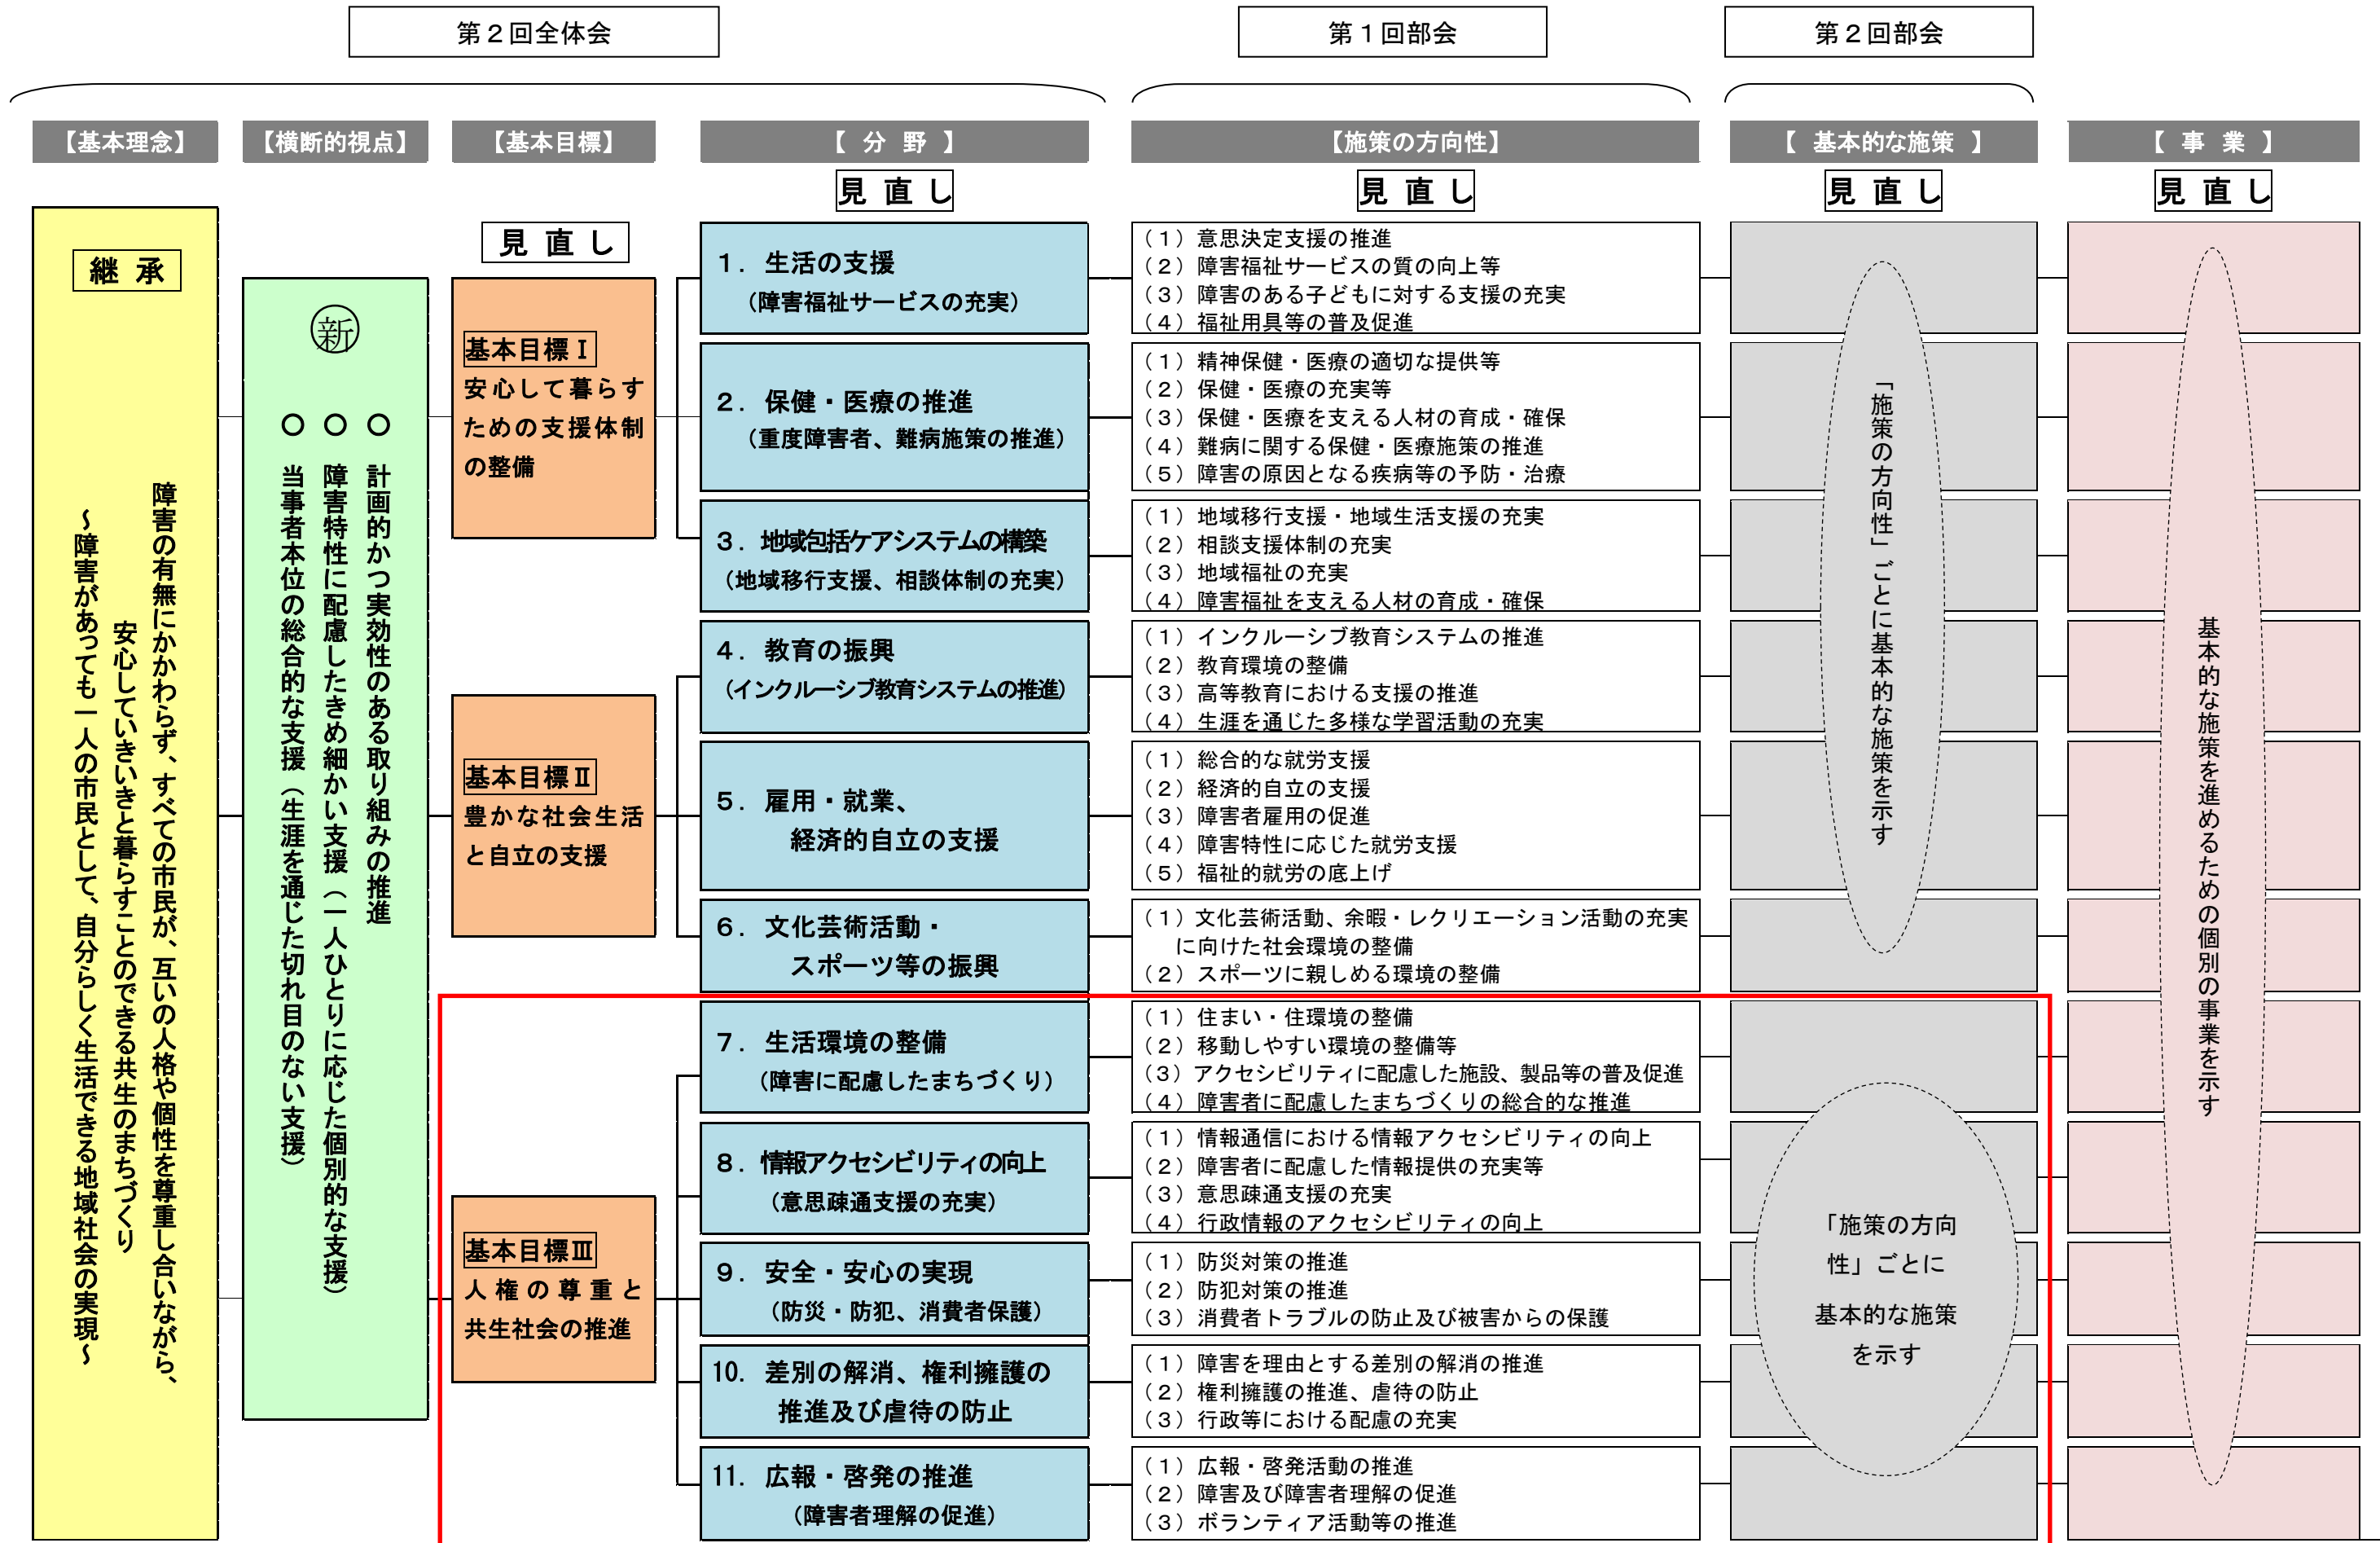 第２回全体会
第１回部会
第２回部会
【基本理念】
【横断的視点】
【基本目標】
【 分 野 】
【施策の方向性】
【 基本的な施策 】
【 事 業 】
見 直 し
見 直 し
見 直 し
見 直 し
継 承
障害の有無にかかわらず、すべての市民が、互いの人格や個性を尊重し合いながら、
安心していきいきと暮らすことのできる共生のまちづくり
～障害があっても一人の市民として、自分らしく生活できる地域社会の実現～
㊟新
○ 計画的かつ実効性のある取り組みの推進
○ 障害特性に配慮したきめ細かい支援（一人ひとりに応じた個別的な支援）
○ 当事者本位の総合的な支援（生涯を通じた切れ目のない支援）
見 直 し
基本目標Ⅰ
安心して暮らす
ための支援体制
の整備
１．生活の支援
（障害福祉サービスの充実）
（１）意思決定支援の推進
（２）障害福祉サービスの質の向上等
（３）障害のある子どもに対する支援の充実
（４）福祉用具等の普及促進
２．保健・医療の推進
（重度障害者、難病施策の推進）
（１）精神保健・医療の適切な提供等
（２）保健・医療の充実等
（３）保健・医療を支える人材の育成・確保
（４）難病に関する保健・医療施策の推進
（５）障害の原因となる疾病等の予防・治療
３．地域包括ケアシステムの構築
（地域移行支援、相談体制の充実）
（１）地域移行支援・地域生活支援の充実
（２）相談支援体制の充実
（３）地域福祉の充実
（４）障害福祉を支える人材の育成・確保
基本目標Ⅱ
豊かな社会生活
と自立の支援
４．教育の振興
（インクルーシブ教育システムの推進）
（１）インクルーシブ教育システムの推進
（２）教育環境の整備
（３）高等教育における支援の推進
（４）生涯を通じた多様な学習活動の充実
５．雇用・就業、
経済的自立の支援
（１）総合的な就労支援
（２）経済的自立の支援
（３）障害者雇用の促進
（４）障害特性に応じた就労支援
（５）福祉的就労の底上げ
６．文化芸術活動・
スポーツ等の振興
（１）文化芸術活動、余暇・レクリエーション活動の充実
に向けた社会環境の整備
（２）スポーツに親しめる環境の整備
基本目標Ⅲ
人 権 の 尊 重 と
共生社会の推進
７．生活環境の整備
（障害に配慮したまちづくり）
（１）住まい・住環境の整備
（２）移動しやすい環境の整備等
（３）アクセシビリティに配慮した施設、製品等の普及促進
（４）障害者に配慮したまちづくりの総合的な推進
８．情報アクセシビリティの向上
（意思疎通支援の充実）
（１）情報通信における情報アクセシビリティの向上
（２）障害者に配慮した情報提供の充実等
（３）意思疎通支援の充実
（４）行政情報のアクセシビリティの向上
９．安全・安心の実現
（防災・防犯、消費者保護）
（１）防災対策の推進
（２）防犯対策の推進
（３）消費者トラブルの防止及び被害からの保護
10．差別の解消、権利擁護の
推進及び虐待の防止
（１）障害を理由とする差別の解消の推進
（２）権利擁護の推進、虐待の防止
（３）行政等における配慮の充実
11．広報・啓発の推進
（障害者理解の促進）
（１）広報・啓発活動の推進
（２）障害及び障害者理解の促進
（３）ボランティア活動等の推進
「施策の方向性」ごとに基本的な施策を示す
「施策の方向
性」ごとに
基本的な施策
を示す
基本的な施策を進めるための個別の事業を示す